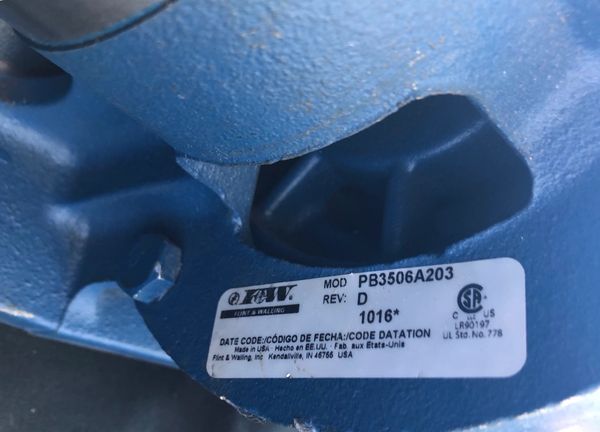 F&W.
FLINT & WALLING
MOD PB3506A203
REV: D
1016*
DATE CODE:/CÓDIGO DE FECHA:/CODE DATATION
Made in USA · Hecho en EE.UU. · Fab. aux États-Unis
Flint & Walling, Inc Kendallville, IN 46755 USA
C US
LR90197
UL Std. No. 778